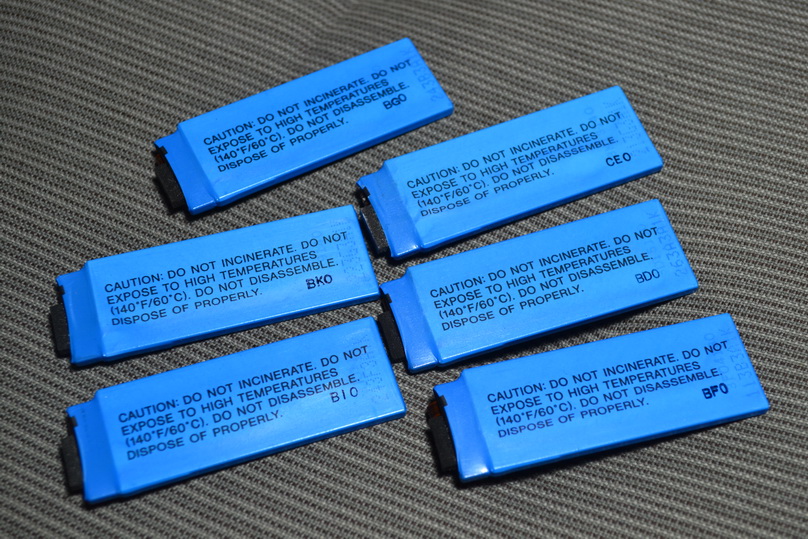 CAUTION: DO NOT INCINERATE. DO NOT
EXPOSE TO HIGH TEMPERATURES
(140°F/60°C). DO NOT DISASSEMBLE.
DISPOSE OF PROPERLY.
BG0
CAUTION: DO NOT INCINERATE. DO NOT
EXPOSE TO HIGH TEMPERATURES
(140°F/60°C). DO NOT DISASSEMBLE.
DISPOSE OF PROPERLY.
CE0
CAUTION: DO NOT INCINERATE. DO NOT
EXPOSE TO HIGH TEMPERATURES
(140°F/60°C). DO NOT DISASSEMBLE.
DISPOSE OF PROPERLY.
BK0
CAUTION: DO NOT INCINERATE. DO NOT
EXPOSE TO HIGH TEMPERATURES
(140°F/60°C). DO NOT DISASSEMBLE.
DISPOSE OF PROPERLY.
BD0
CAUTION: DO NOT INCINERATE. DO NOT
EXPOSE TO HIGH TEMPERATURES
(140°F/60°C). DO NOT DISASSEMBLE.
DISPOSE OF PROPERLY.
BI0
CAUTION: DO NOT INCINERATE. DO NOT
EXPOSE TO HIGH TEMPERATURES
(140°F/60°C). DO NOT DISASSEMBLE.
DISPOSE OF PROPERLY.
BF0